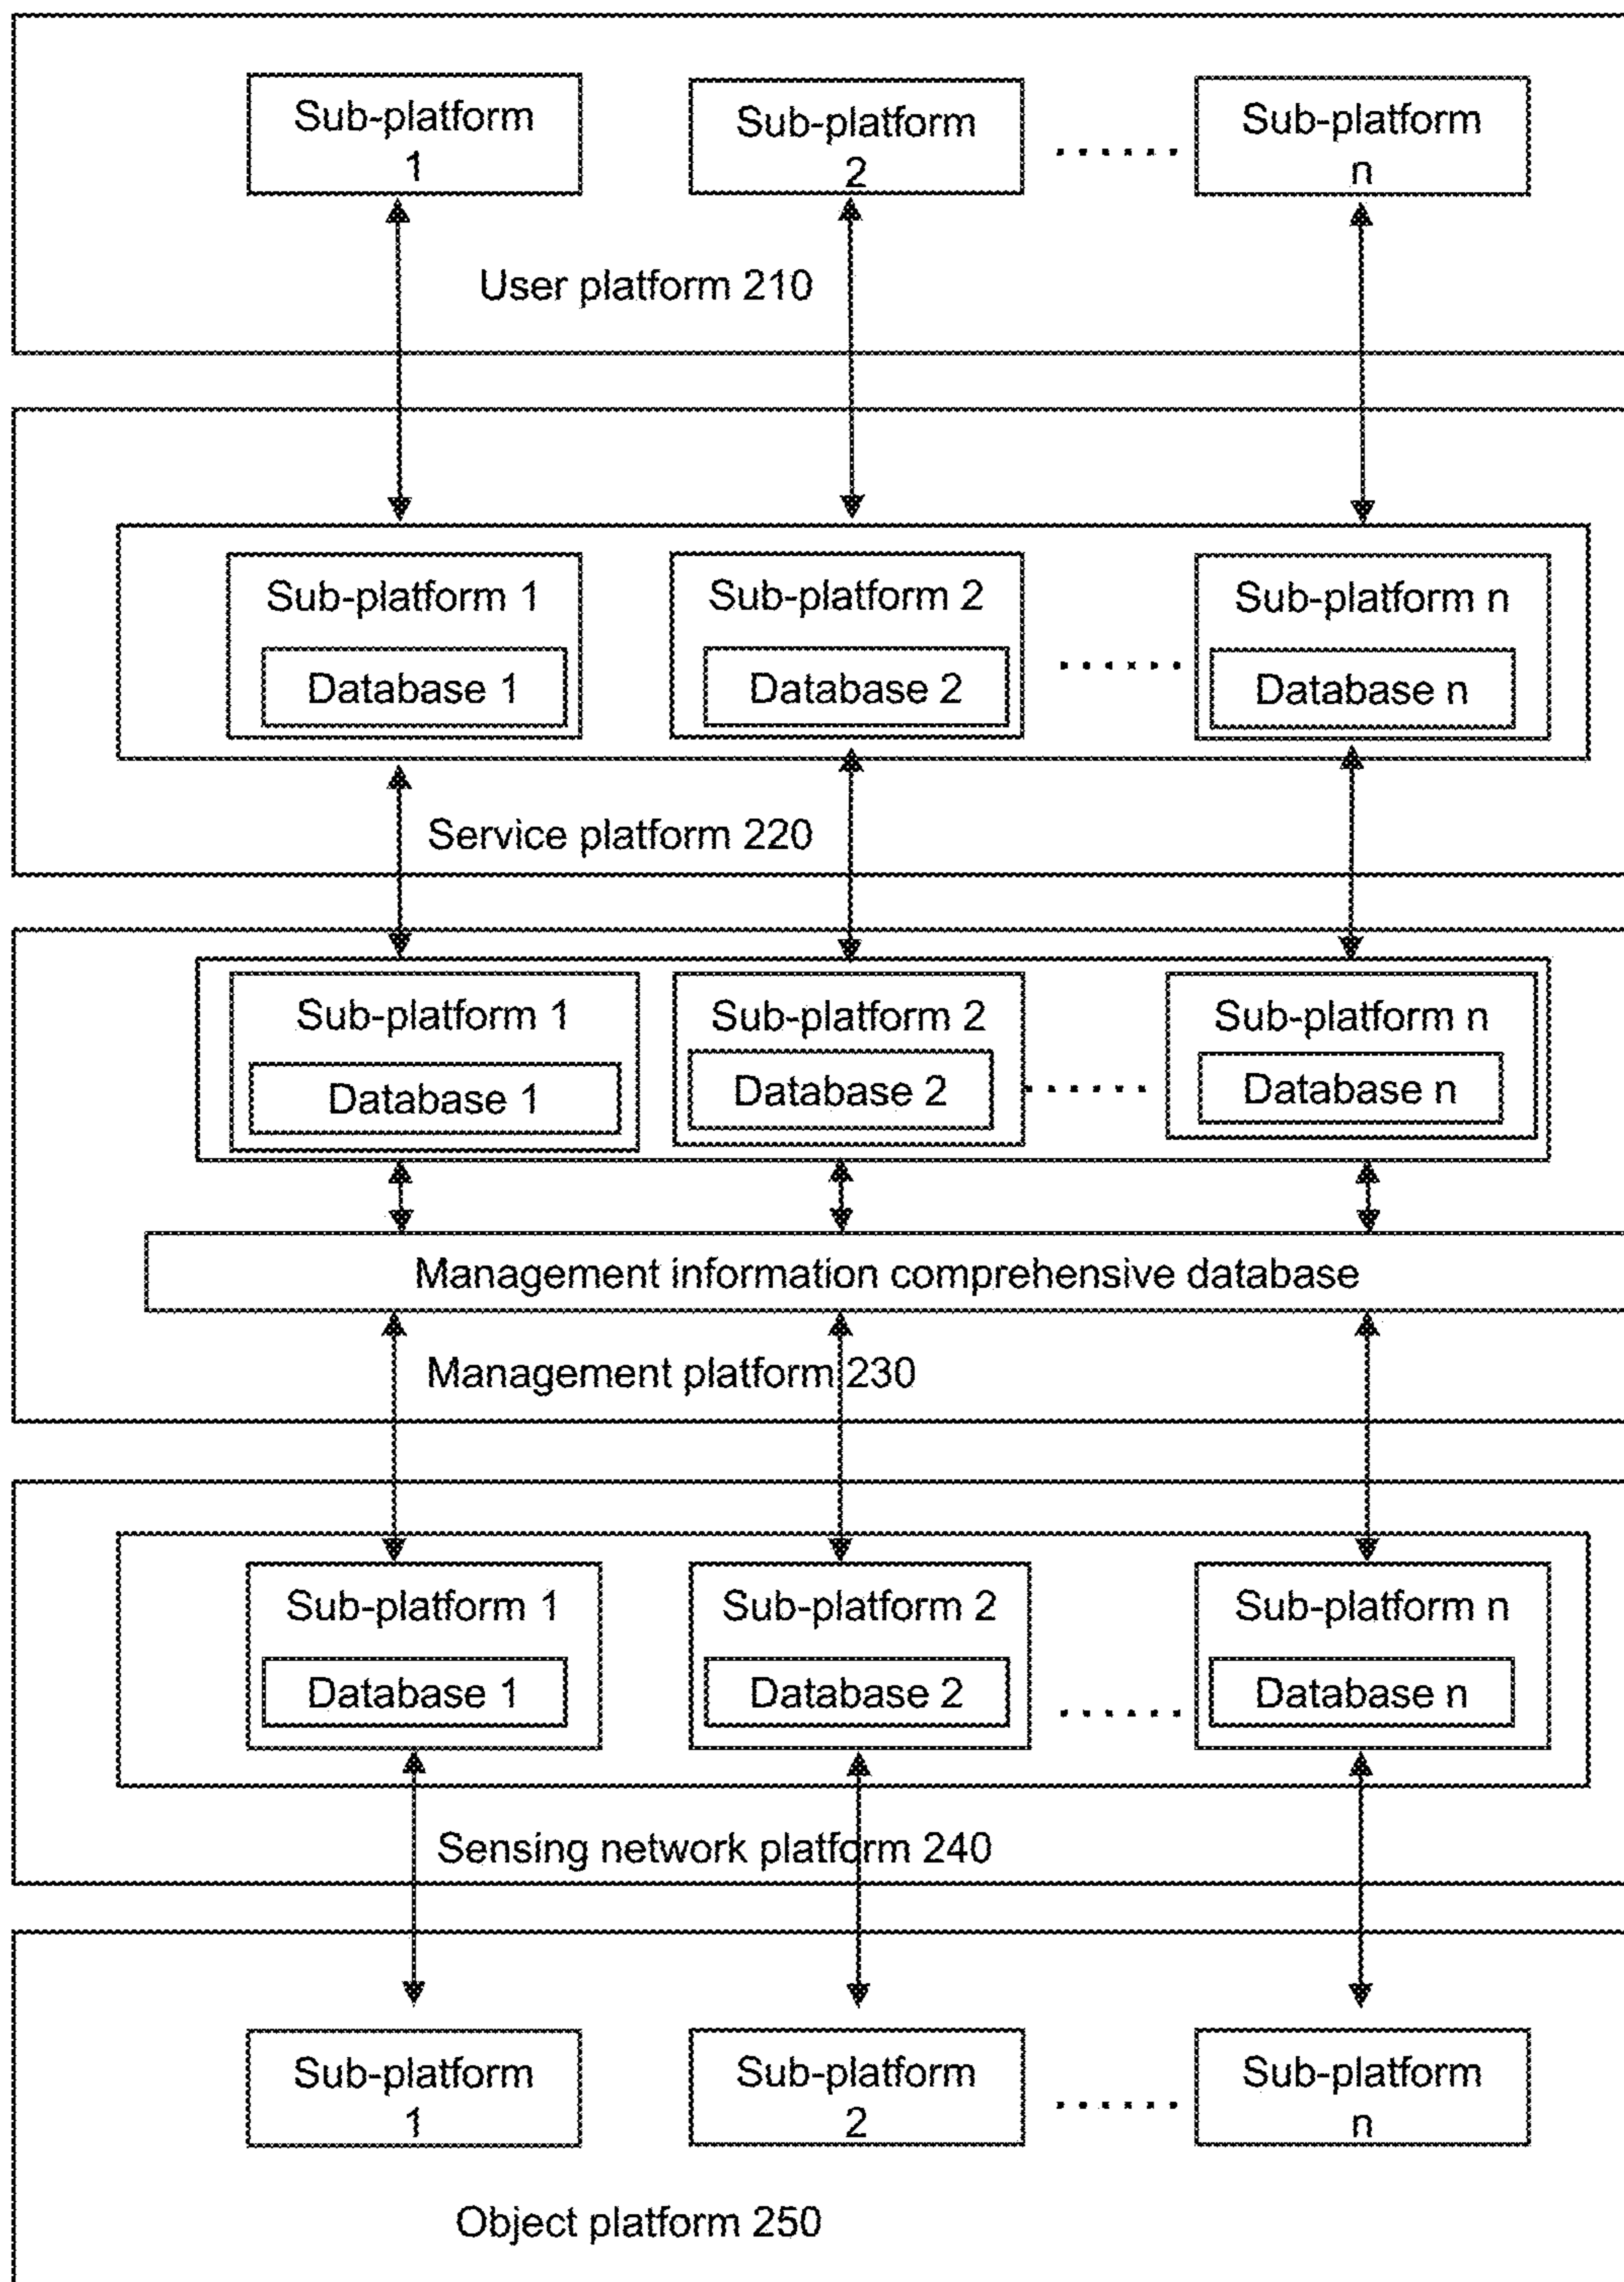 Sub-platform
1
Sub-platform
2
......
Sub-platform
n
User platform 210
Sub-platform 1
Database 1
Sub-platform 2
Database 2
......
Sub-platform n
Database n
Service platform 220
Sub-platform 1
Database 1
Sub-platform 2
Database 2
......
Sub-platform n
Database n
Management information comprehensive database
Management platform 230
Sub-platform 1
Database 1
Sub-platform 2
Database 2
......
Sub-platform n
Database n
Sensing network platform 240
Sub-platform
1
Sub-platform
2
......
Sub-platform
n
Object platform 250